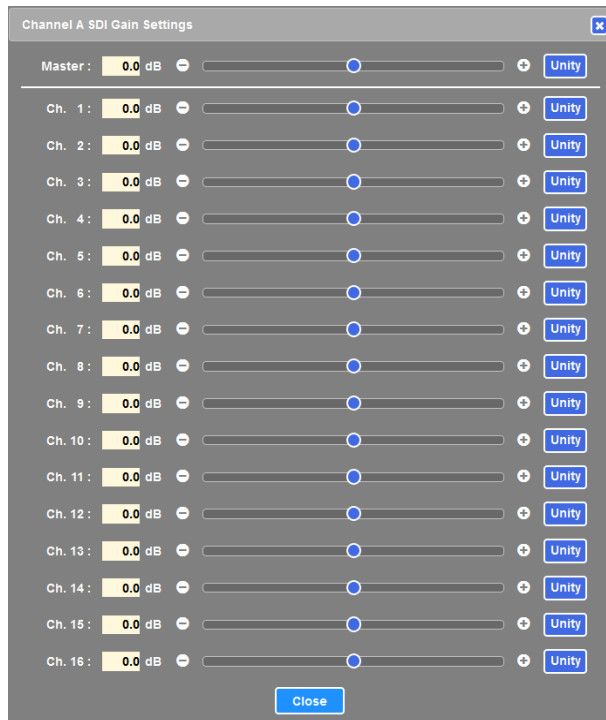 Channel A SDI Gain Settings
Master : 0.0 dB Unity
Ch. 1 : 0.0 dB Unity
Ch. 2 : 0.0 dB Unity
Ch. 3 : 0.0 dB Unity
Ch. 4 : 0.0 dB Unity
Ch. 5 : 0.0 dB Unity
Ch. 6 : 0.0 dB Unity
Ch. 7 : 0.0 dB Unity
Ch. 8 : 0.0 dB Unity
Ch. 9 : 0.0 dB Unity
Ch. 10 : 0.0 dB Unity
Ch. 11 : 0.0 dB Unity
Ch. 12 : 0.0 dB Unity
Ch. 13 : 0.0 dB Unity
Ch. 14 : 0.0 dB Unity
Ch. 15 : 0.0 dB Unity
Ch. 16 : 0.0 dB Unity
Close